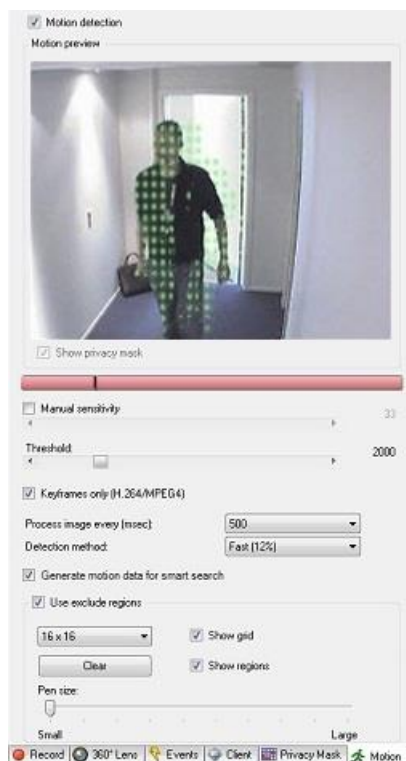 Motion detection
Motion preview
Show privacy mask
Manual sensitivity
33
Threshold:
2000
Keyframes only (H.264/MPEG4)
Process image every (msec):
500
Detection method:
Fast (12%)
Generate motion data for smart search
Use exclude regions
16 x 16
Show grid
Clear
Show regions
Pen size:
Small Large
Record 360° Lens Events Client Privacy Mask Motion